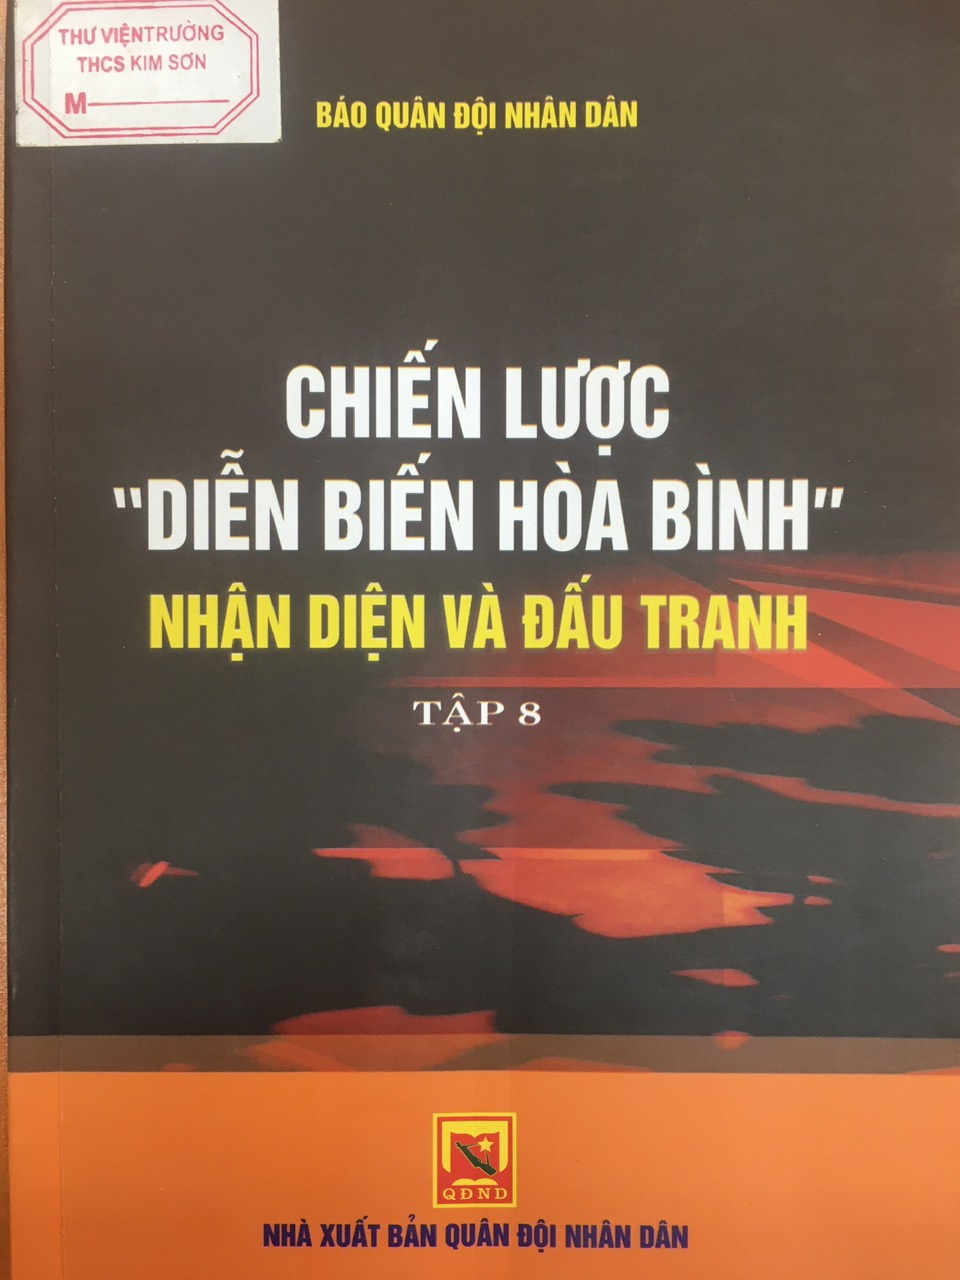 THƯ VIỆN TRƯỜNG
THCS KIM SƠN
M
BÁO QUÂN ĐỘI NHÂN DÂN
CHIẾN LƯỢC
"DIỄN BIẾN HÒA BÌNH"
NHẬN DIỆN VÀ ĐẤU TRANH
TẬP 8
QĐND
NHÀ XUẤT BẢN QUÂN ĐỘI NHÂN DÂN